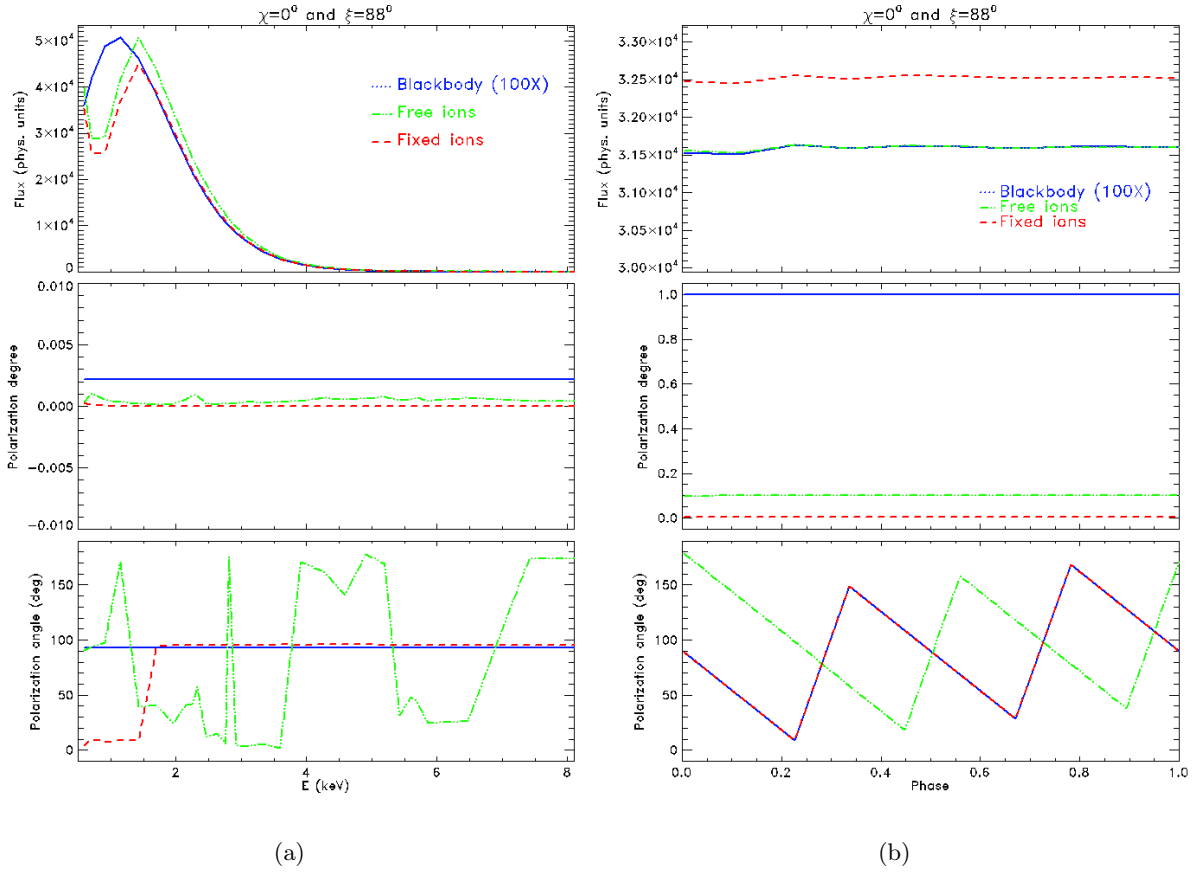 χ=0° and ξ=88°
5×10⁴
4×10⁴
3×10⁴
2×10⁴
1×10⁴
0
Flux (phys. units)
Blackbody (100X)
Free ions
Fixed ions
0.010
0.005
0.000
−0.005
−0.010
Polarization degree
150
100
50
0
Polarization angle (deg)
2
4
6
8
E (keV)
(a)
χ=0° and ξ=88°
3.30×10⁴
3.25×10⁴
3.20×10⁴
3.15×10⁴
3.10×10⁴
3.05×10⁴
3.00×10⁴
Flux (phys. units)
Blackbody (100X)
Free ions
Fixed ions
1.0
0.8
0.6
0.4
0.2
0.0
Polarization degree
150
100
50
0
Polarization angle (deg)
0.0
0.2
0.4
0.6
0.8
1.0
Phase
(b)